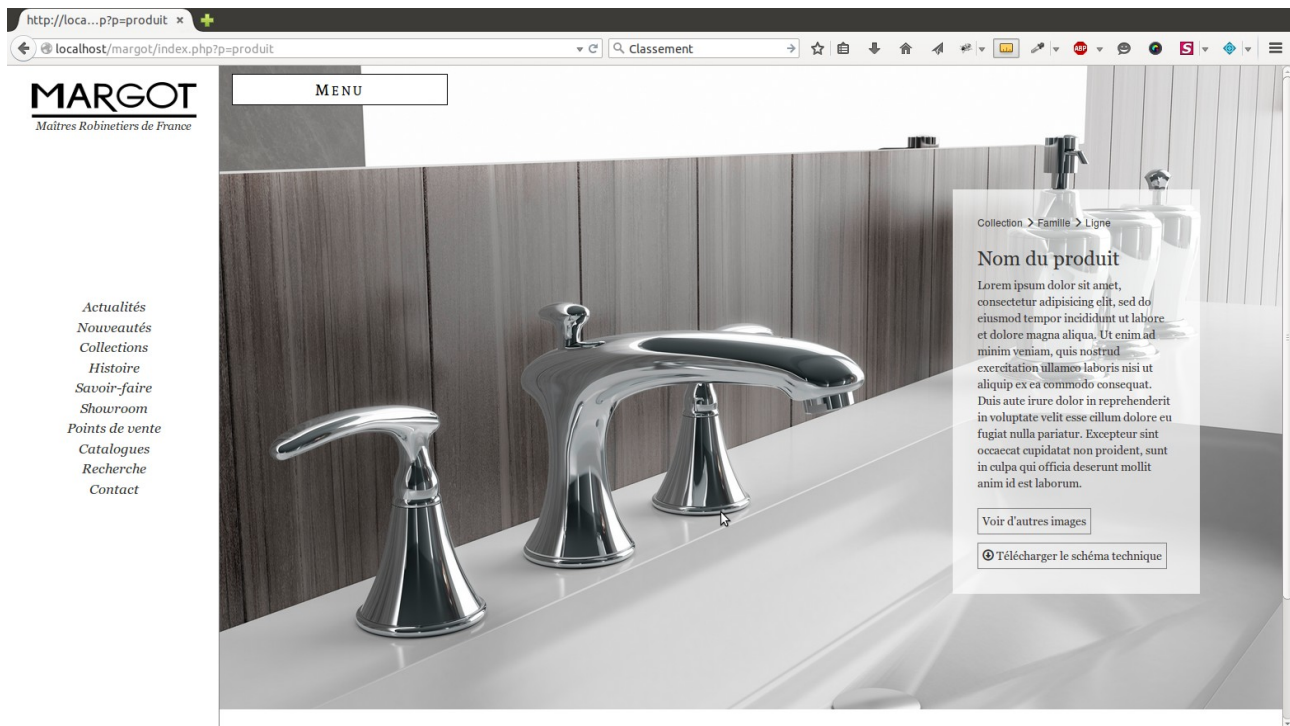 http://loca...p?p=produit
localhost/margot/index.php?p=produit
Classement
ABP
S
MARGOT
Maîtres Robinetiers de France
MENU
Actualités
Nouveautés
Collections
Histoire
Savoir-faire
Showroom
Points de vente
Catalogues
Recherche
Contact
Collection > Famille > Ligne
Nom du produit
Lorem ipsum dolor sit amet,
consectetur adipisicing elit, sed do
eiusmod tempor incididunt ut labore
et dolore magna aliqua. Ut enim ad
minim veniam, quis nostrud
exercitation ullamco laboris nisi ut
aliquip ex ea commodo consequat.
Duis aute irure dolor in reprehenderit
in voluptate velit esse cillum dolore eu
fugiat nulla pariatur. Excepteur sint
occaecat cupidatat non proident, sunt
in culpa qui officia deserunt mollit
anim id est laborum.
Voir d'autres images
Télécharger le schéma technique